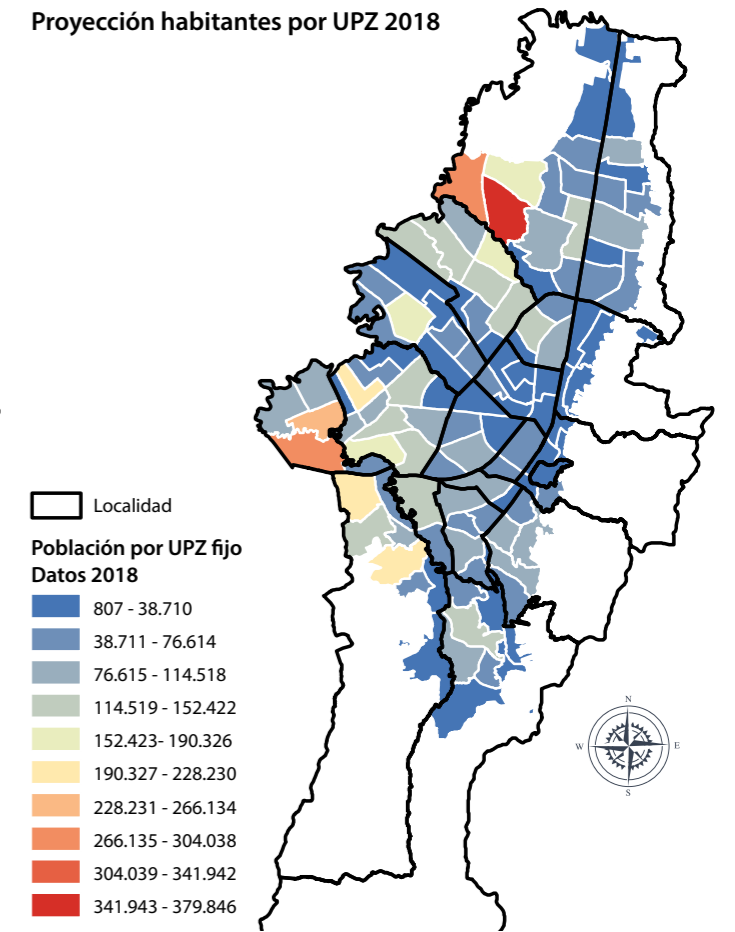 Proyección habitantes por UPZ 2018
Localidad
Población por UPZ fijo
Datos 2018
807 - 38.710
38.711 - 76.614
76.615 - 114.518
114.519 - 152.422
152.423- 190.326
190.327 - 228.230
228.231 - 266.134
266.135 - 304.038
304.039 - 341.942
341.943 - 379.846
N
W
E
S